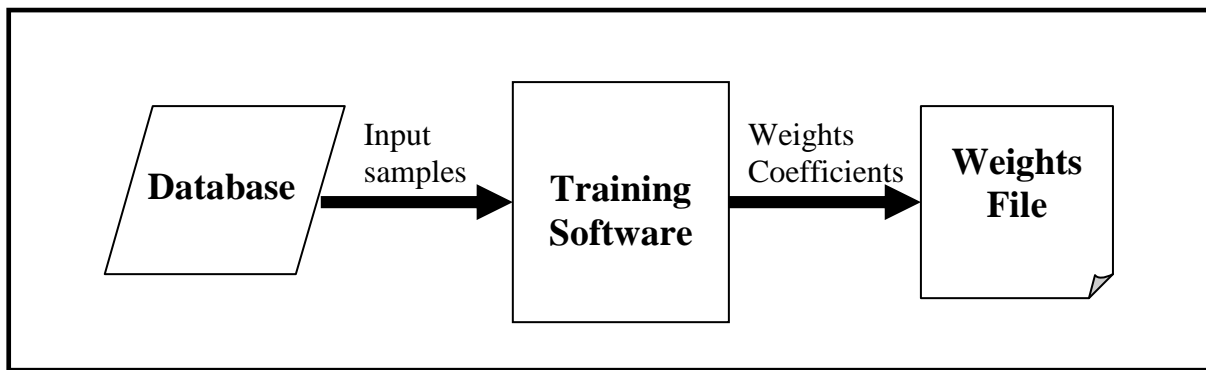 Database
Input
samples
Training
Software
Weights
Coefficients
Weights
File